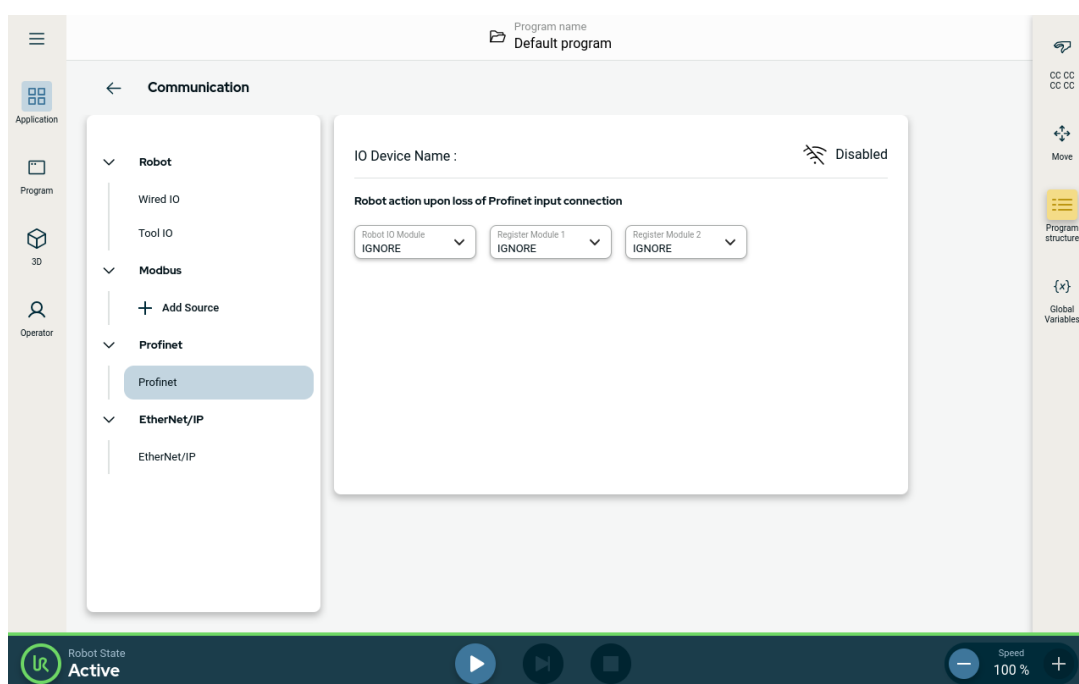 Program name
Default program
Application
Program
3D
Operator
Communication
Robot
Wired IO
Tool IO
Modbus
Add Source
Profinet
Profinet
EtherNet/IP
EtherNet/IP
IO Device Name :
Disabled
Robot action upon loss of Profinet input connection
Robot IO Module
IGNORE
Register Module 1
IGNORE
Register Module 2
IGNORE
CC CC
CC CC
Move
Program
structure
{x}
Global
Variables
UR
Robot State
Active
Speed
100 %